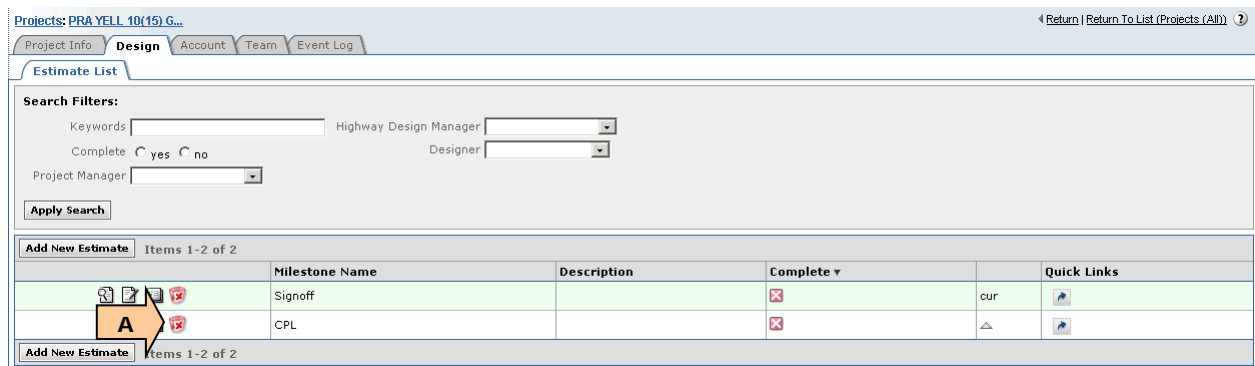 Projects: PRA YELL 10(15) G... Return | Return To List (Projects (All)) ?
Project Info Design Account Team Event Log
Estimate List
Search Filters:
Keywords Highway Design Manager
Complete yes no Designer
Project Manager
Apply Search
Add New Estimate Items 1-2 of 2
Milestone Name Description Complete Quick Links
Signoff cur
A CPL
Add New Estimate Items 1-2 of 2